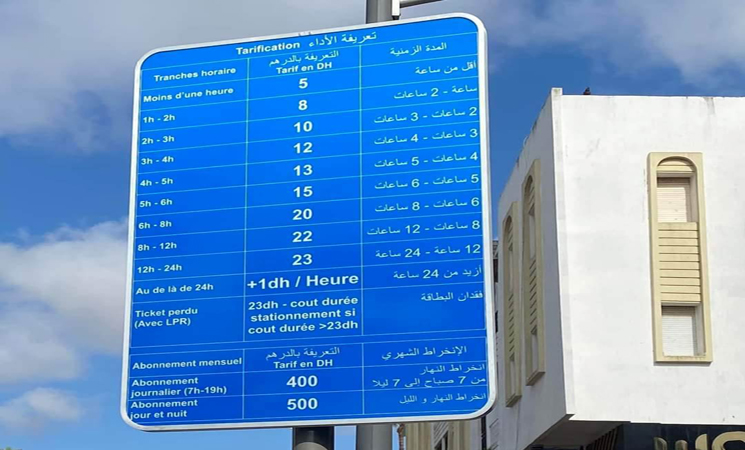 Tarification تعريفة الأداء
Tranches horaire التعريفة بالدرهم المدة الزمنية
Tarif en DH
Moins d'une heure 5 أقل من ساعة
1h - 2h 8 ساعة - 2 ساعات
2h - 3h 10 2 ساعات - 3 ساعات
3h - 4h 12 3 ساعات - 4 ساعات
4h - 5h 13 4 ساعات - 5 ساعات
5h - 6h 15 5 ساعات - 6 ساعات
6h - 8h 20 6 ساعات - 8 ساعات
8h - 12h 22 8 ساعات - 12 ساعات
12h - 24h 23 12 ساعة - 24 ساعة
Au de là de 24h +1dh / Heure أزيد من 24 ساعة
Ticket perdu 23dh - cout durée فقدان البطاقة
(Avec LPR) stationnement si
cout durée >23dh
Abonnement mensuel التعريفة بالدرهم الإنخراط الشهري
Tarif en DH
Abonnement 400 إنخراط النهار
journalier (7h-19h) من 7 صباح إلى 7 ليلا
Abonnement 500 إنخراط النهار و الليل
jour et nuit